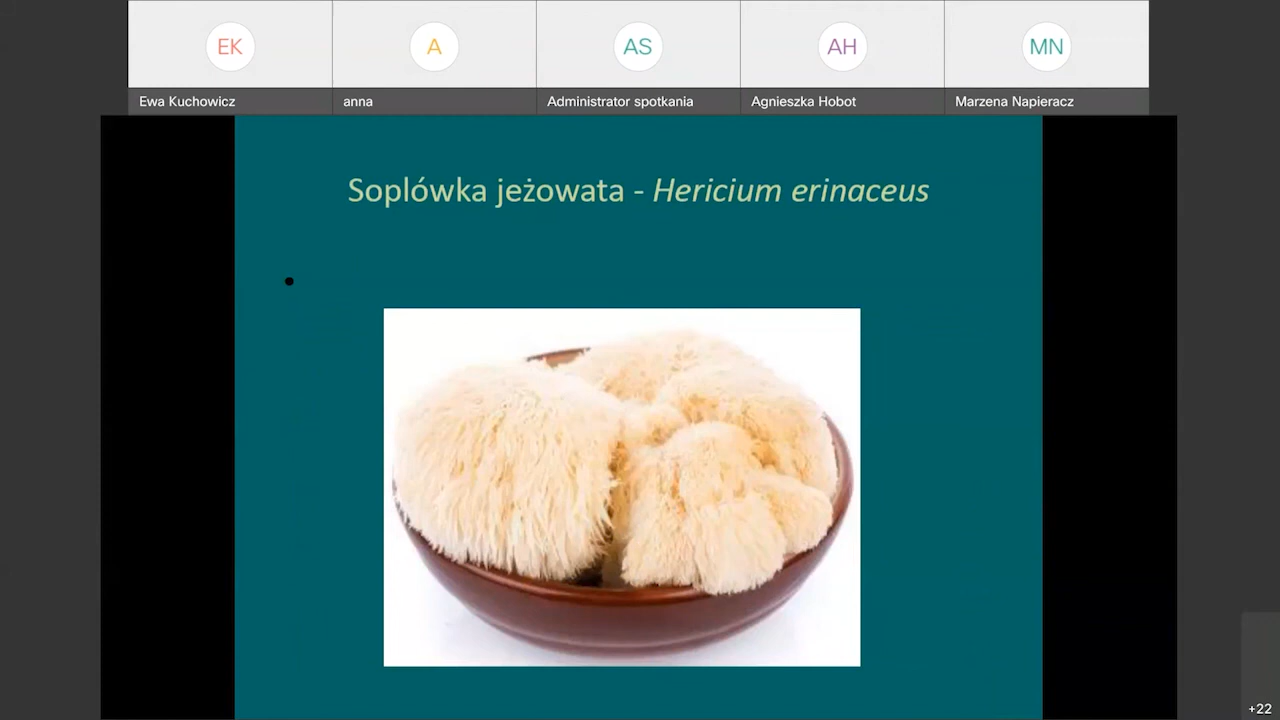 EK
A
AS
AH
MN
Ewa Kuchowicz
anna
Administrator spotkania
Agnieszka Hobot
Marzena Napieracz
Soplówka jeżowata - Hericium erinaceus
+22